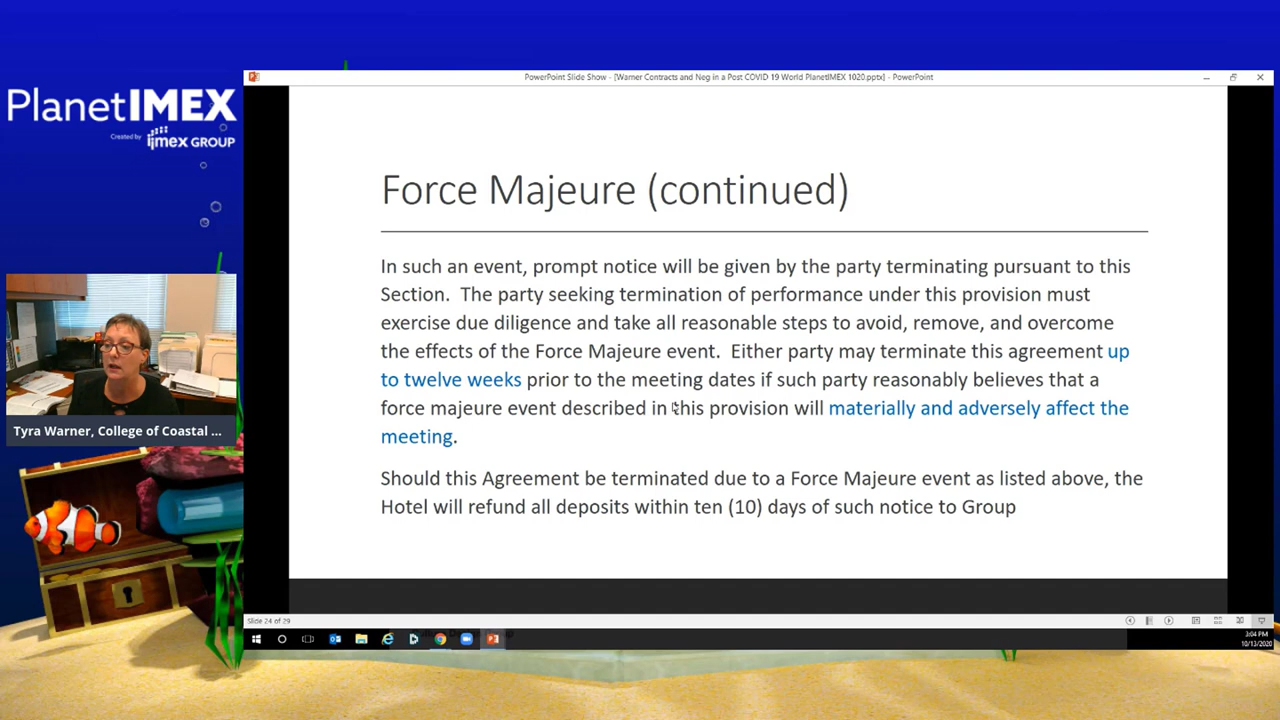 PowerPoint Slide Show - [Warner Contracts and Neg in a Post COVID 19 World PlanetIMEX 1020.pptx] - PowerPoint
PlanetIMEX
Created by imex GROUP
Force Majeure (continued)
In such an event, prompt notice will be given by the party terminating pursuant to this
Section. The party seeking termination of performance under this provision must
exercise due diligence and take all reasonable steps to avoid, remove, and overcome
the effects of the Force Majeure event. Either party may terminate this agreement up
to twelve weeks prior to the meeting dates if such party reasonably believes that a
force majeure event described in this provision will materially and adversely affect the
meeting.
Should this Agreement be terminated due to a Force Majeure event as listed above, the
Hotel will refund all deposits within ten (10) days of such notice to Group
Tyra Warner, College of Coastal ...
Slide 24 of 29
3:04 PM
10/13/2020